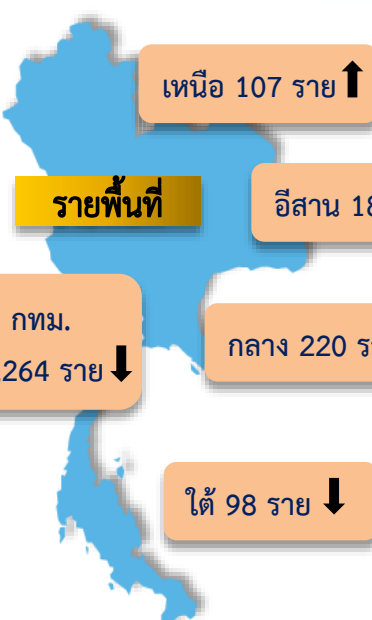 เหนือ 107 ราย
รายพื้นที่
อีสาน
กทม.
264 ราย
กลาง 220
ใต้ 98 ราย